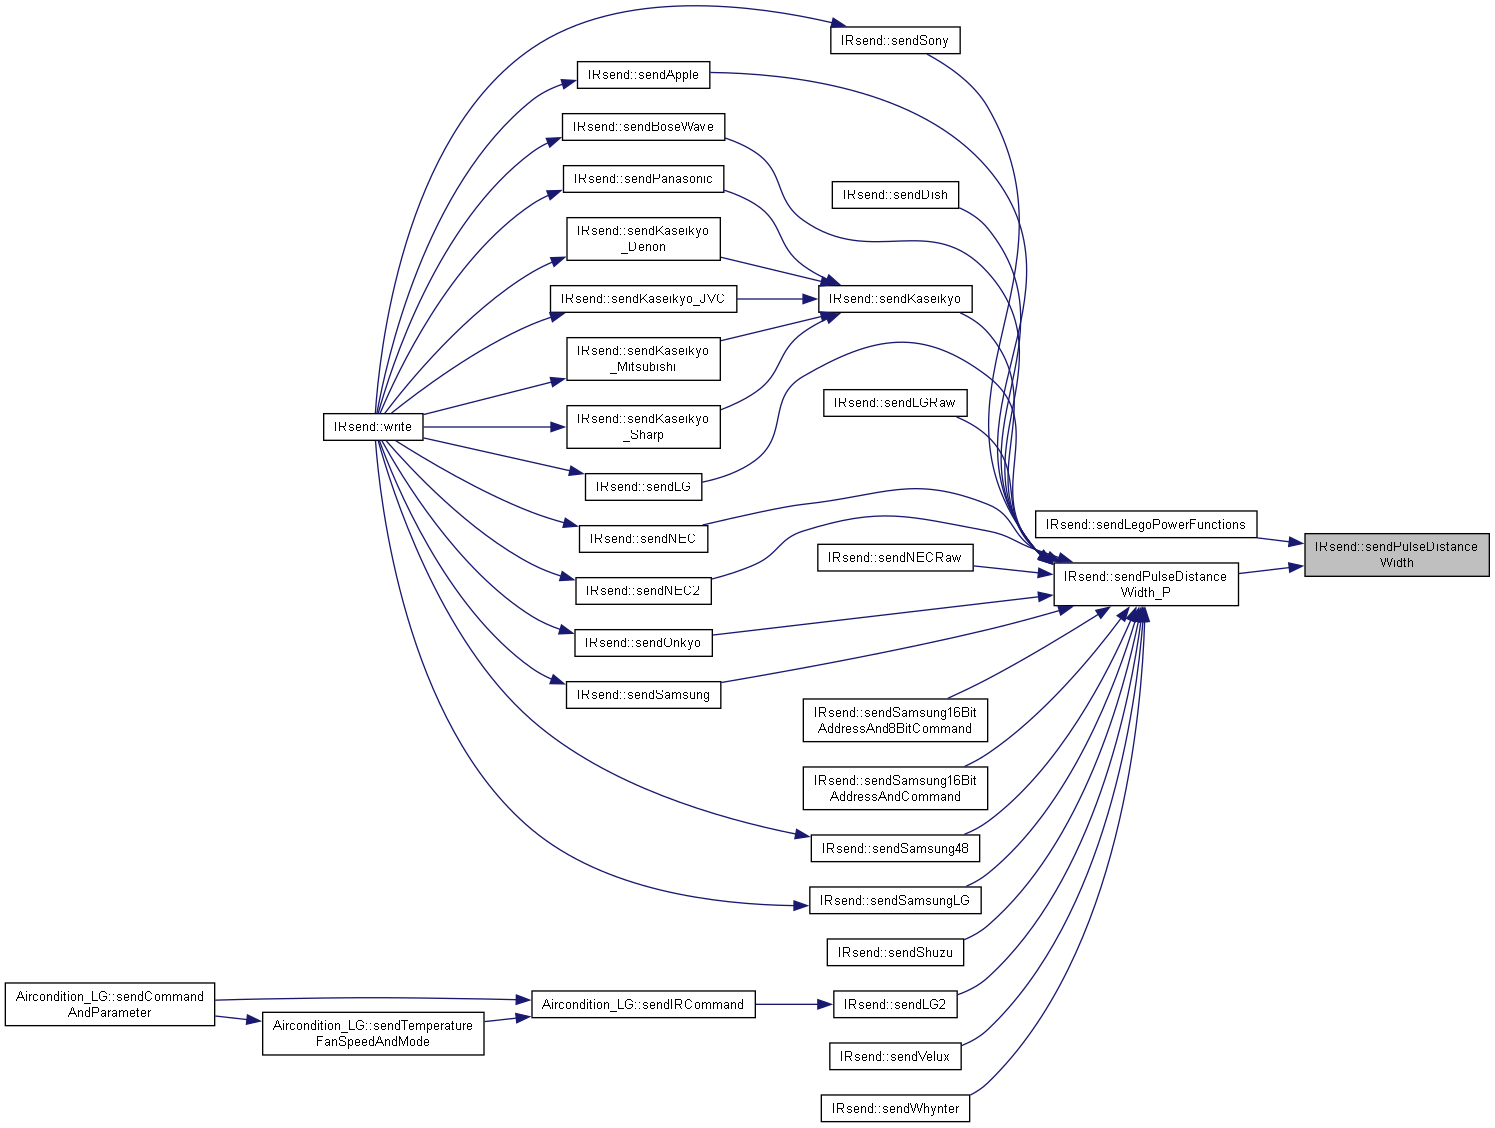 IRsend::sendSony
IRsend::sendApple
IRsend::sendBoseWave
IRsend::sendPanasonic
IRsend::sendDish
IRsend::sendKaseikyo
_Denon
IRsend::sendKaseikyo_JVC
IRsend::sendKaseikyo
IRsend::sendKaseikyo
_Mitsubishi
IRsend::sendLGRaw
IRsend::sendKaseikyo
_Sharp
IRsend::write
IRsend::sendLG
IRsend::sendNEC
IRsend::sendLegoPowerFunctions
IRsend::sendPulseDistance
Width
IRsend::sendNECRaw
IRsend::sendPulseDistance
Width_P
IRsend::sendNEC2
IRsend::sendOnkyo
IRsend::sendSamsung
IRsend::sendSamsung16Bit
AddressAnd8BitCommand
IRsend::sendSamsung16Bit
AddressAndCommand
IRsend::sendSamsung48
IRsend::sendSamsungLG
IRsend::sendShuzu
Aircondition_LG::sendCommand
AndParameter
Aircondition_LG::sendIRCommand
IRsend::sendLG2
Aircondition_LG::sendTemperature
FanSpeedAndMode
IRsend::sendVelux
IRsend::sendWhynter